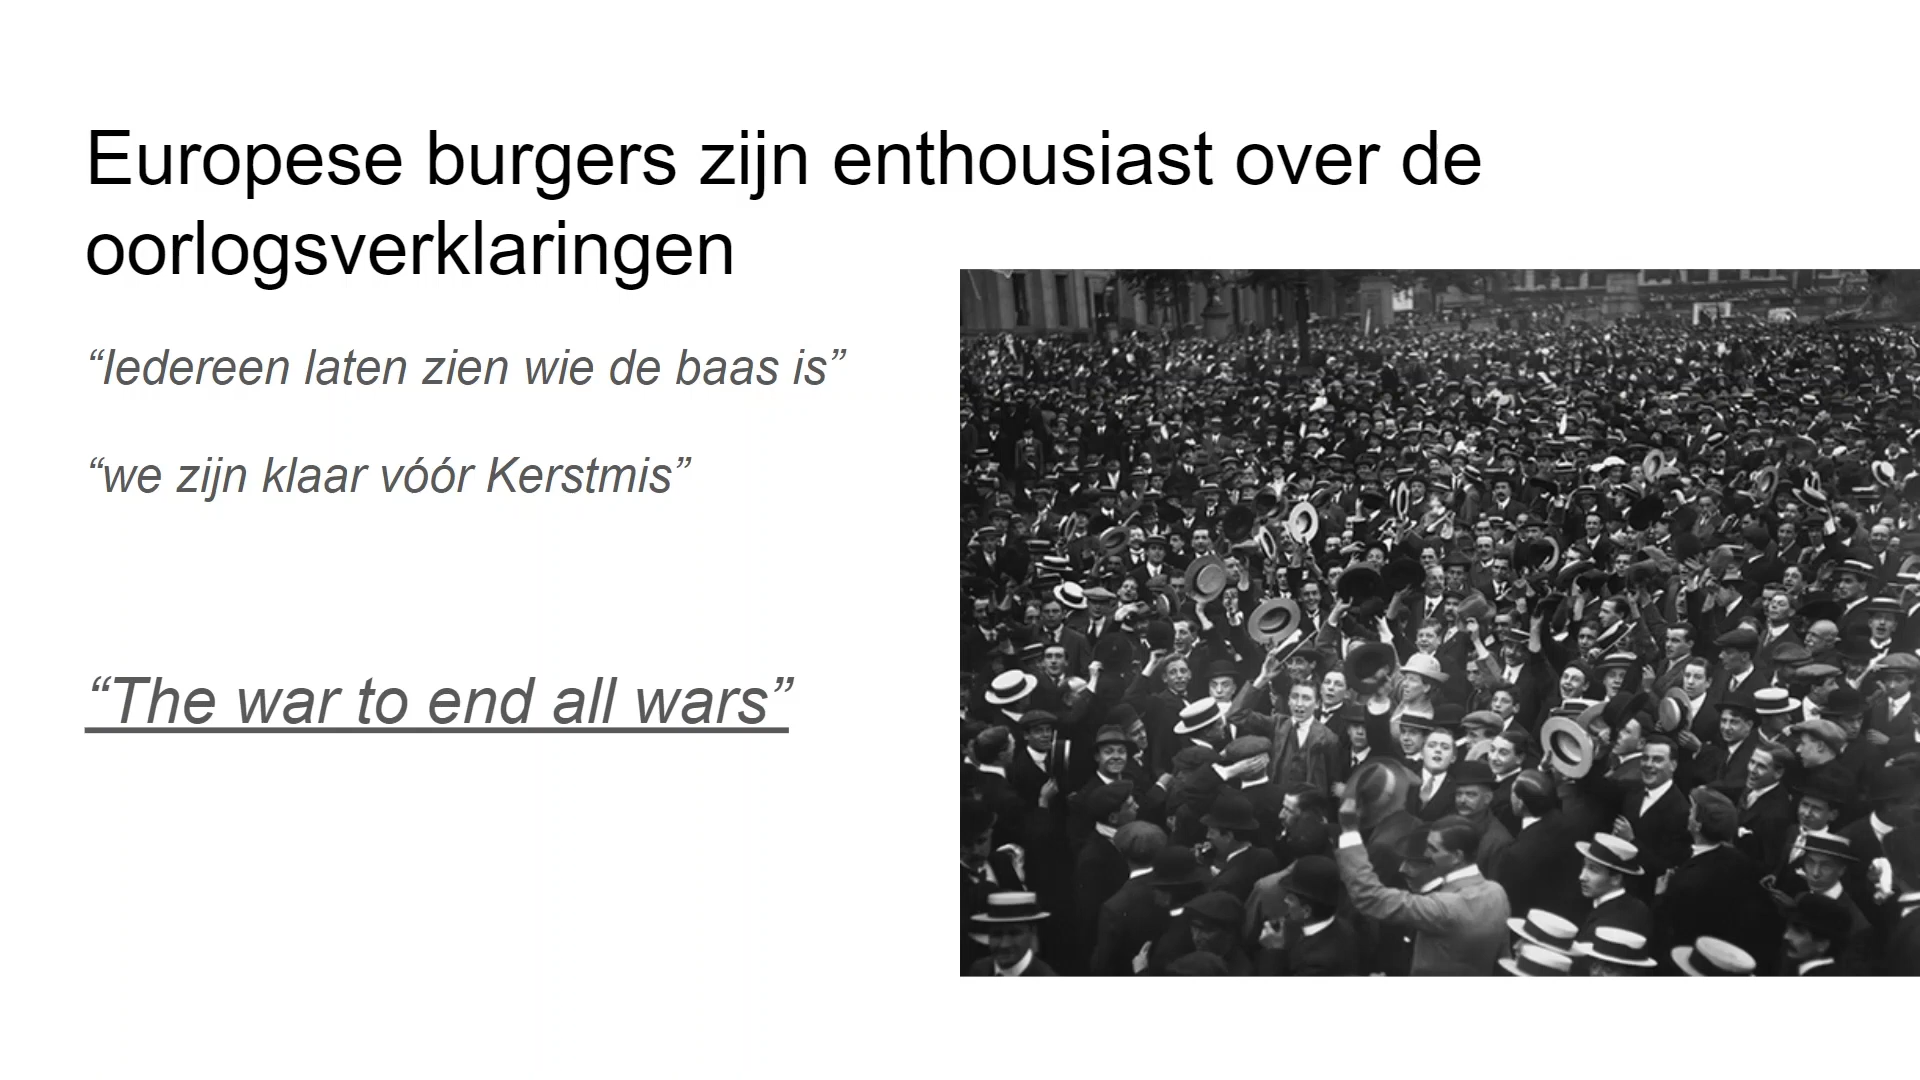 Europese burgers zijn enthousiast over de
oorlogsverklaringen
“Iedereen laten zien wie de baas is”
“we zijn klaar vóór Kerstmis”
“The war to end all wars”